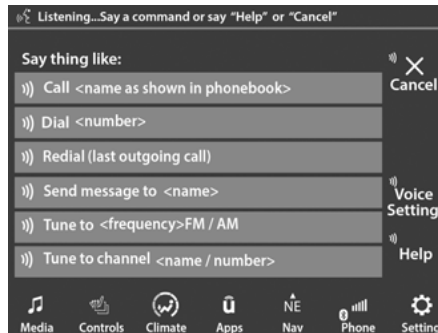 Listening...Say a command or say "Help" or "Cancel"
Say thing like:
Call <name as shown in phonebook>
Dial <number>
Redial (last outgoing call)
Send message to <name>
Tune to <frequency>FM / AM
Tune to channel <name / number>
Cancel
Voice
Setting
Help
NE
Media Controls Climate Apps Nav Phone Setting